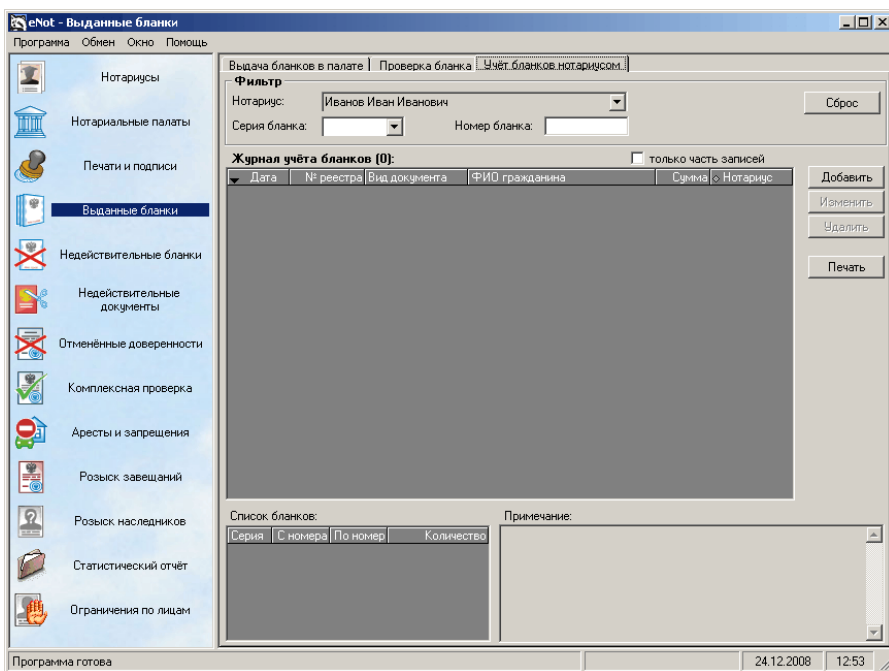 eNot - Выданные бланки
Программа Обмен Окно Помощь
Нотариусы
Нотариальные палаты
Печати и подписи
Выданные бланки
Недействительные бланки
Недействительные
документы
Отменённые доверенности
Комплексная проверка
Аресты и запрещения
Розыск завещаний
Розыск наследников
Статистический отчёт
Ограничения по лицам
Выдача бланков в палате Проверка бланка Учёт бланков нотариусом
Фильтр
Нотариус: Иванов Иван Иванович Сброс
Серия бланка: Номер бланка:
Журнал учёта бланков (0): только часть записей
Дата № реестра Вид документа ФИО гражданина Сумма Нотариус
Добавить
Изменить
Удалить
Печать
Список бланков: Примечание:
Серия С номера По номер Количество
Программа готова 24.12.2008 12:53